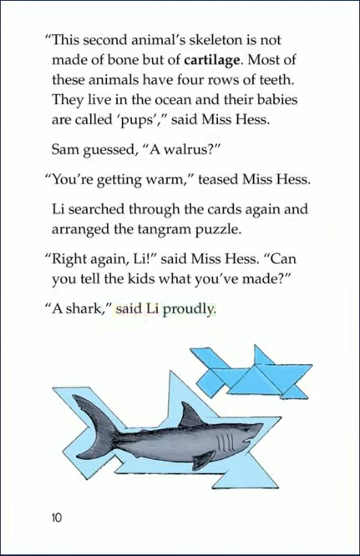 “This second animal’s skeleton is not
made of bone but of cartilage. Most of
these animals have four rows of teeth.
They live in the ocean and their babies
are called ‘pups’,” said Miss Hess.
Sam guessed, “A walrus?”
“You’re getting warm,” teased Miss Hess.
Li searched through the cards again and
arranged the tangram puzzle.
“Right again, Li!” said Miss Hess. “Can
you tell the kids what you’ve made?”
“A shark,” said Li proudly.
10